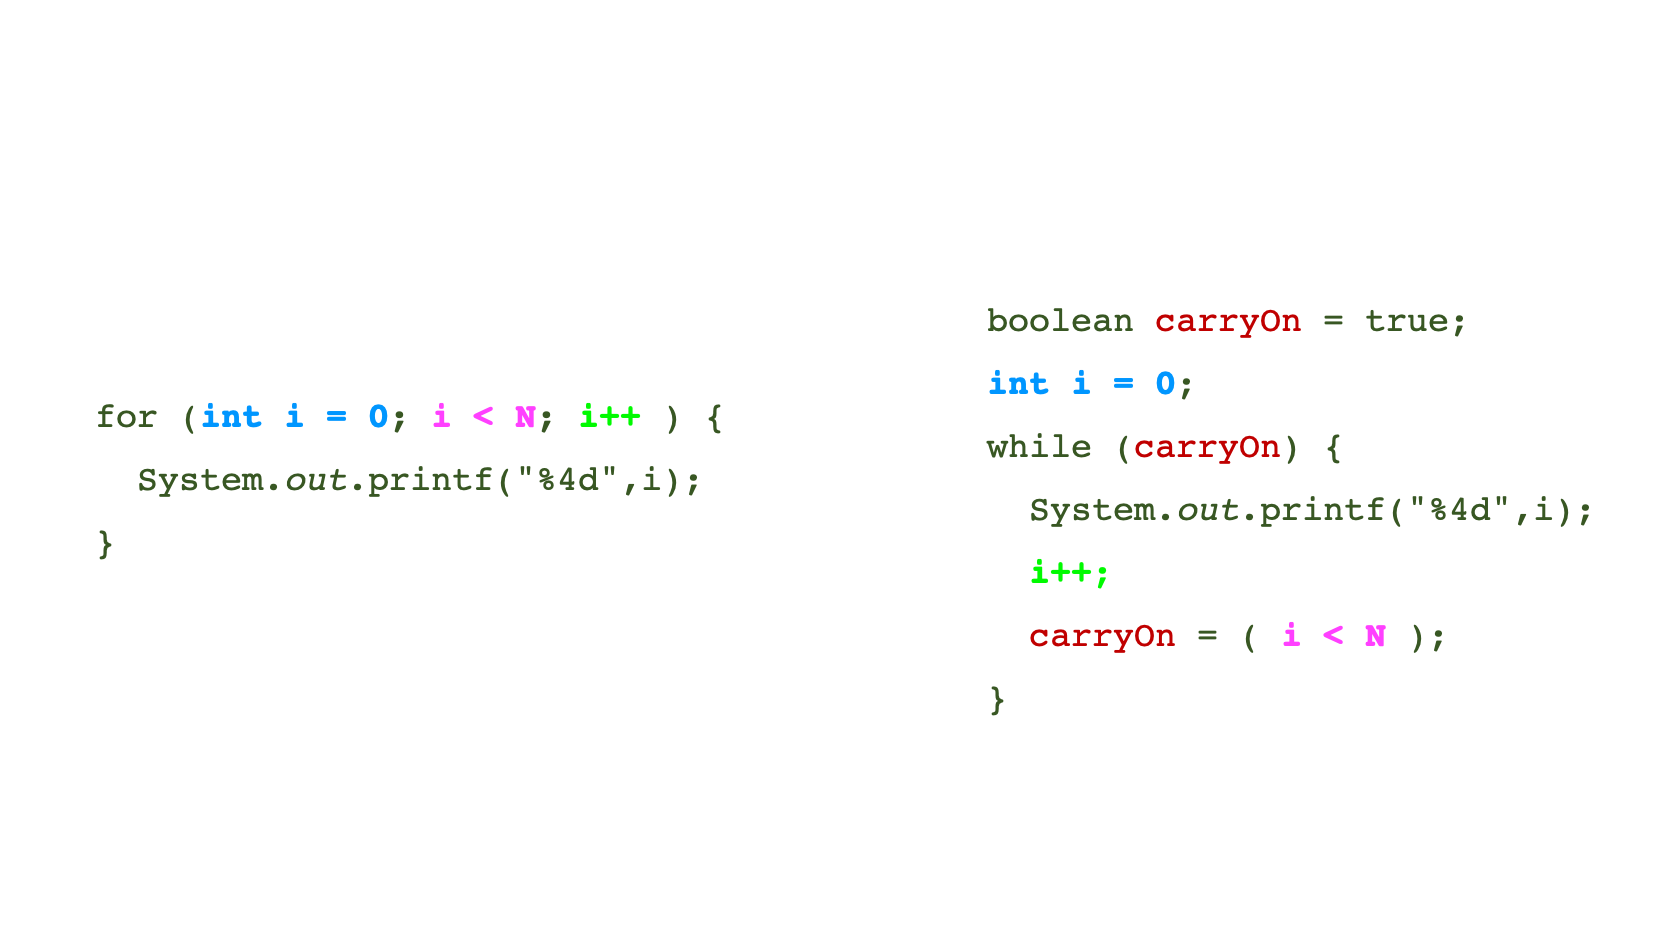 for (int i = 0; i < N; i++ ) {
System.out.printf("%4d",i);
}
boolean carryOn = true;
int i = 0;
while (carryOn) {
System.out.printf("%4d",i);
i++;
carryOn = ( i < N );
}